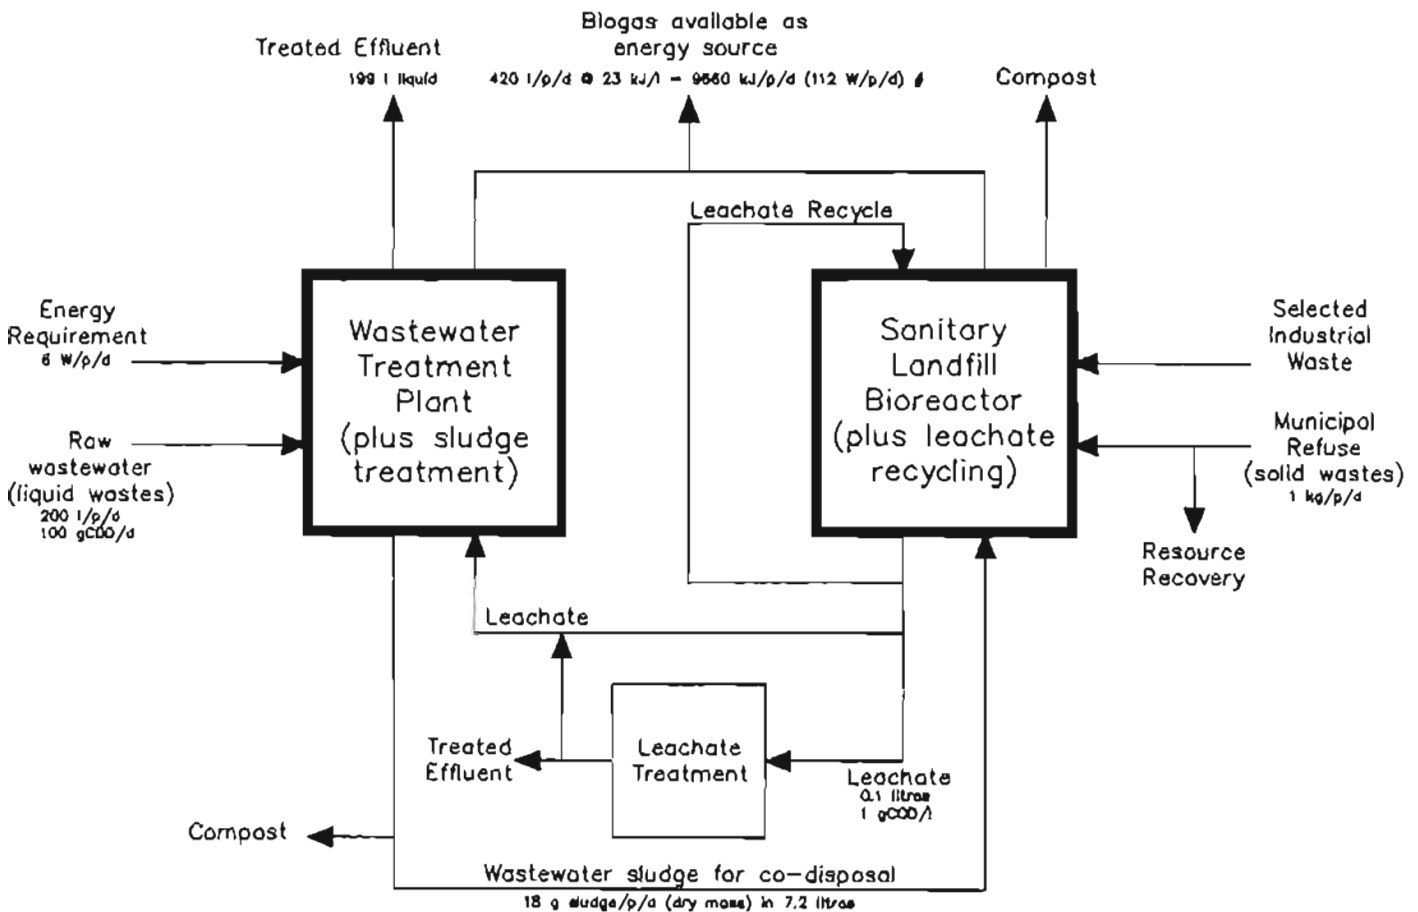 Biogas available as
energy source
420 l/p/d @ 23 kJ/l = 9660 kJ/p/d (112 W/p/d)
Treated Effluent
199 l liquid
Compost
Leachate Recycle
Energy
Requirement
6 W/p/d
Raw
wastewater
(liquid wastes)
200 l/p/d
100 gCOD/d
Wastewater
Treatment
Plant
(plus sludge
treatment)
Sanitary
Landfill
Bioreactor
(plus leachate
recycling)
Selected
Industrial
Waste
Municipal
Refuse
(solid wastes)
1 kg/p/d
Resource
Recovery
Leachate
Treated
Effluent
Leachate
Treatment
Leachate
0.1 litres
1 gCOD/l
Compost
Wastewater sludge for co-disposal
18 g sludge/p/d (dry mass) in 7.2 litres